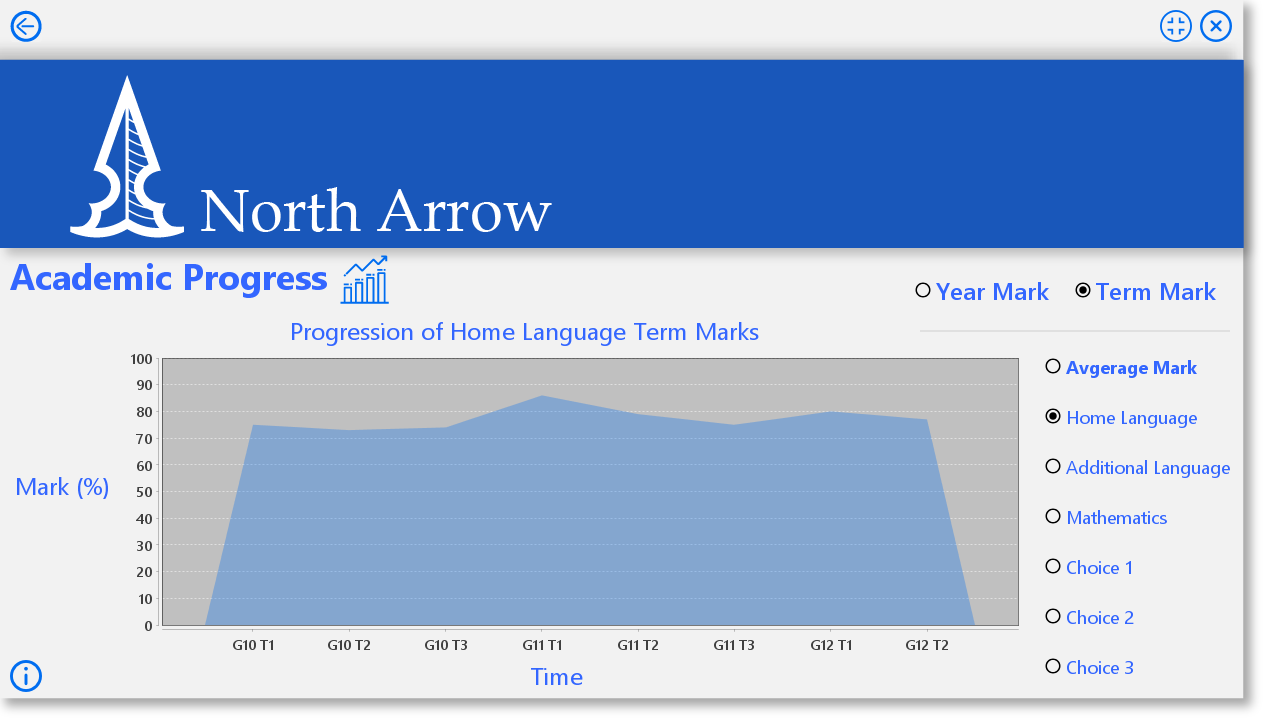 North Arrow
Academic Progress
Year Mark
Term Mark
Progression of Home Language Term Marks
100
90
80
70
60
50
40
30
20
10
0
Mark (%)
G10 T1 G10 T2 G10 T3 G11 T1 G11 T2 G11 T3 G12 T1 G12 T2
Time
Avgerage Mark
Home Language
Additional Language
Mathematics
Choice 1
Choice 2
Choice 3